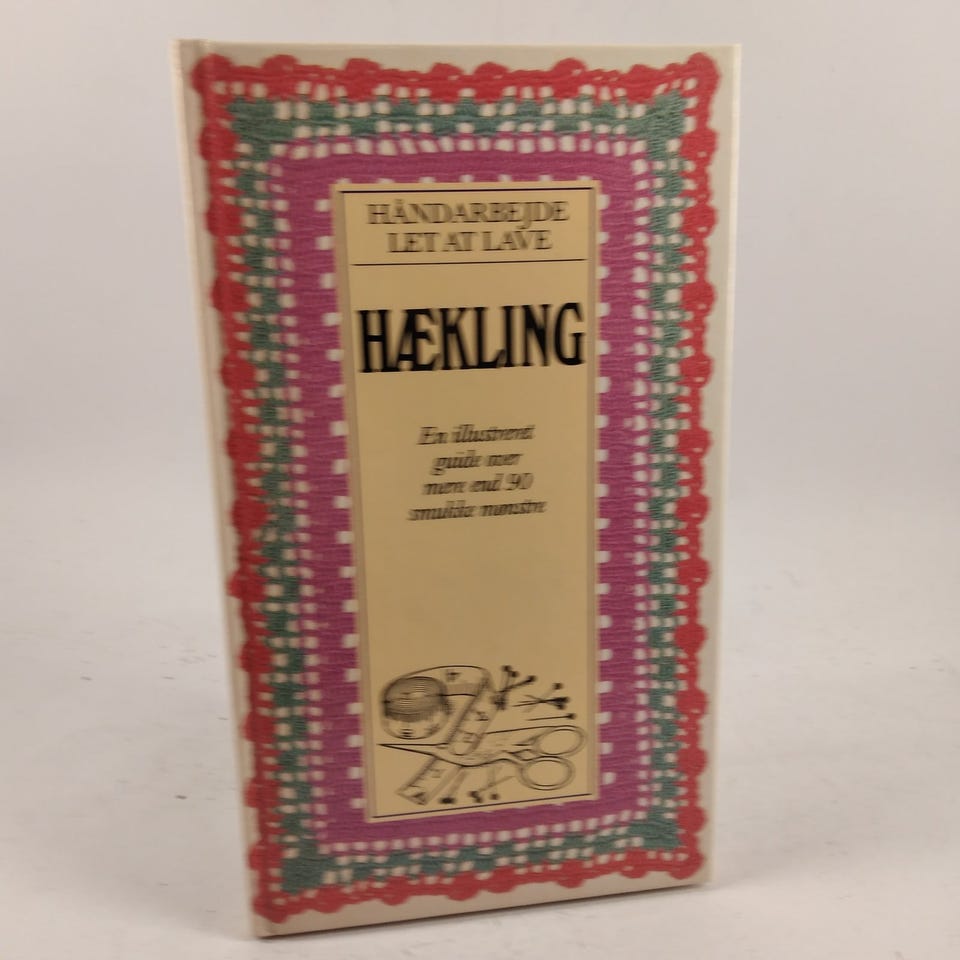 HÅNDARBEJDE
LET AT LAVE
HÆKLING
En illustreret
guide over
mere end 90
smukke mønstre